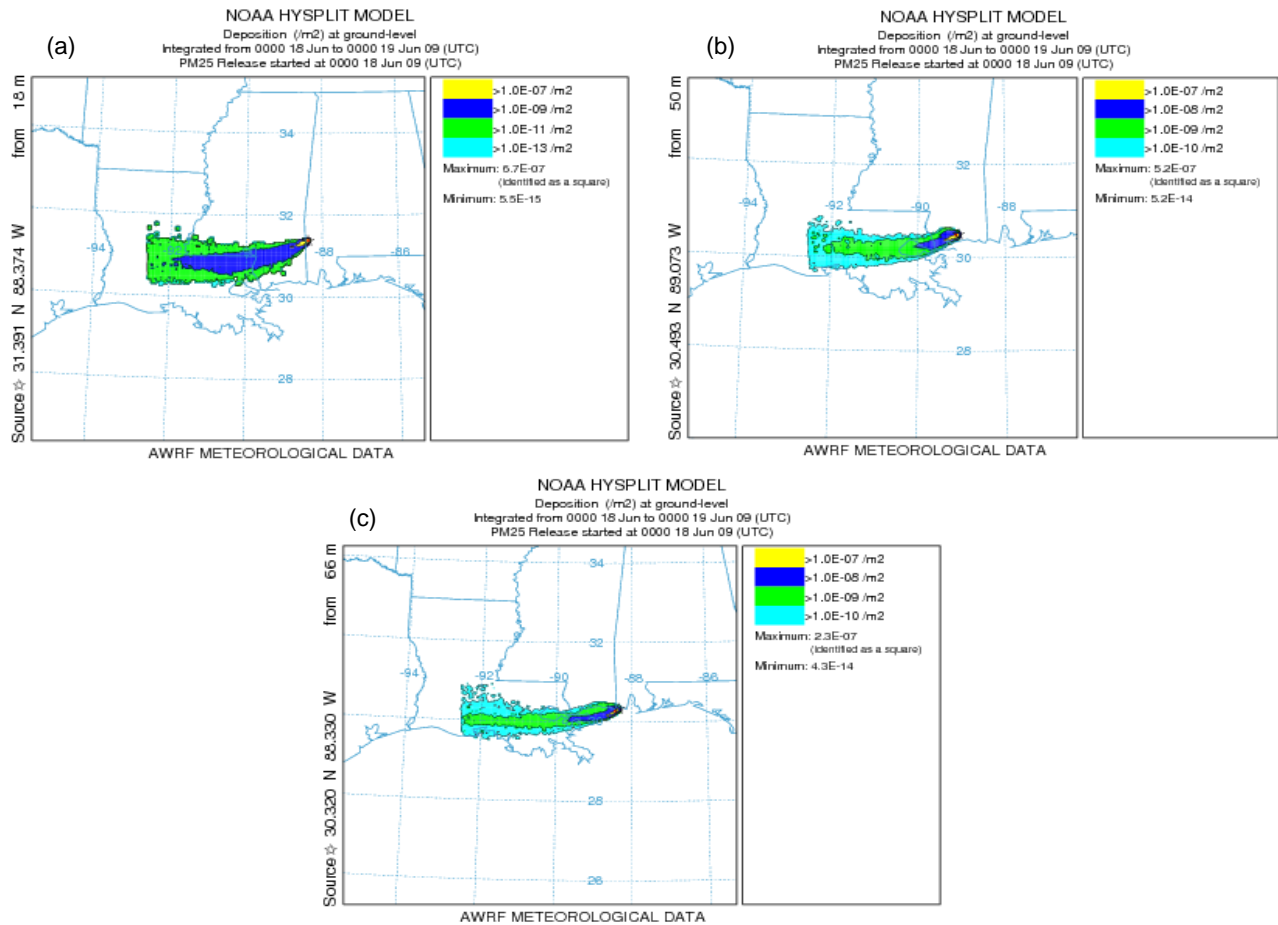 (a)
NOAA HYSPLIT MODEL
Deposition (/m2) at ground-level
Integrated from 0000 18 Jun to 0000 19 Jun 09 (UTC)
PM25 Release started at 0000 18 Jun 09 (UTC)
Source☆ 31.391 N 88.374 W from 18 m
34
32
-94
-92
-88
-86
30
28
>1.0E-07 /m2
>1.0E-09 /m2
>1.0E-11 /m2
>1.0E-13 /m2
Maximum: 6.7E-07
(identified as a square)
Minimum: 5.5E-15
AWRF METEOROLOGICAL DATA
(b)
NOAA HYSPLIT MODEL
Deposition (/m2) at ground-level
Integrated from 0000 18 Jun to 0000 19 Jun 09 (UTC)
PM25 Release started at 0000 18 Jun 09 (UTC)
Source☆ 30.493 N 89.073 W from 50 m
32
-94
-92
-90
-88
30
28
>1.0E-07 /m2
>1.0E-08 /m2
>1.0E-09 /m2
>1.0E-10 /m2
Maximum: 5.2E-07
(identified as a square)
Minimum: 5.2E-14
AWRF METEOROLOGICAL DATA
(c)
NOAA HYSPLIT MODEL
Deposition (/m2) at ground-level
Integrated from 0000 18 Jun to 0000 19 Jun 09 (UTC)
PM25 Release started at 0000 18 Jun 09 (UTC)
Source☆ 30.320 N 88.330 W from 66 m
34
32
-94
-92
-90
-88
-86
28
26
>1.0E-07 /m2
>1.0E-08 /m2
>1.0E-09 /m2
>1.0E-10 /m2
Maximum: 2.3E-07
(identified as a square)
Minimum: 4.3E-14
AWRF METEOROLOGICAL DATA